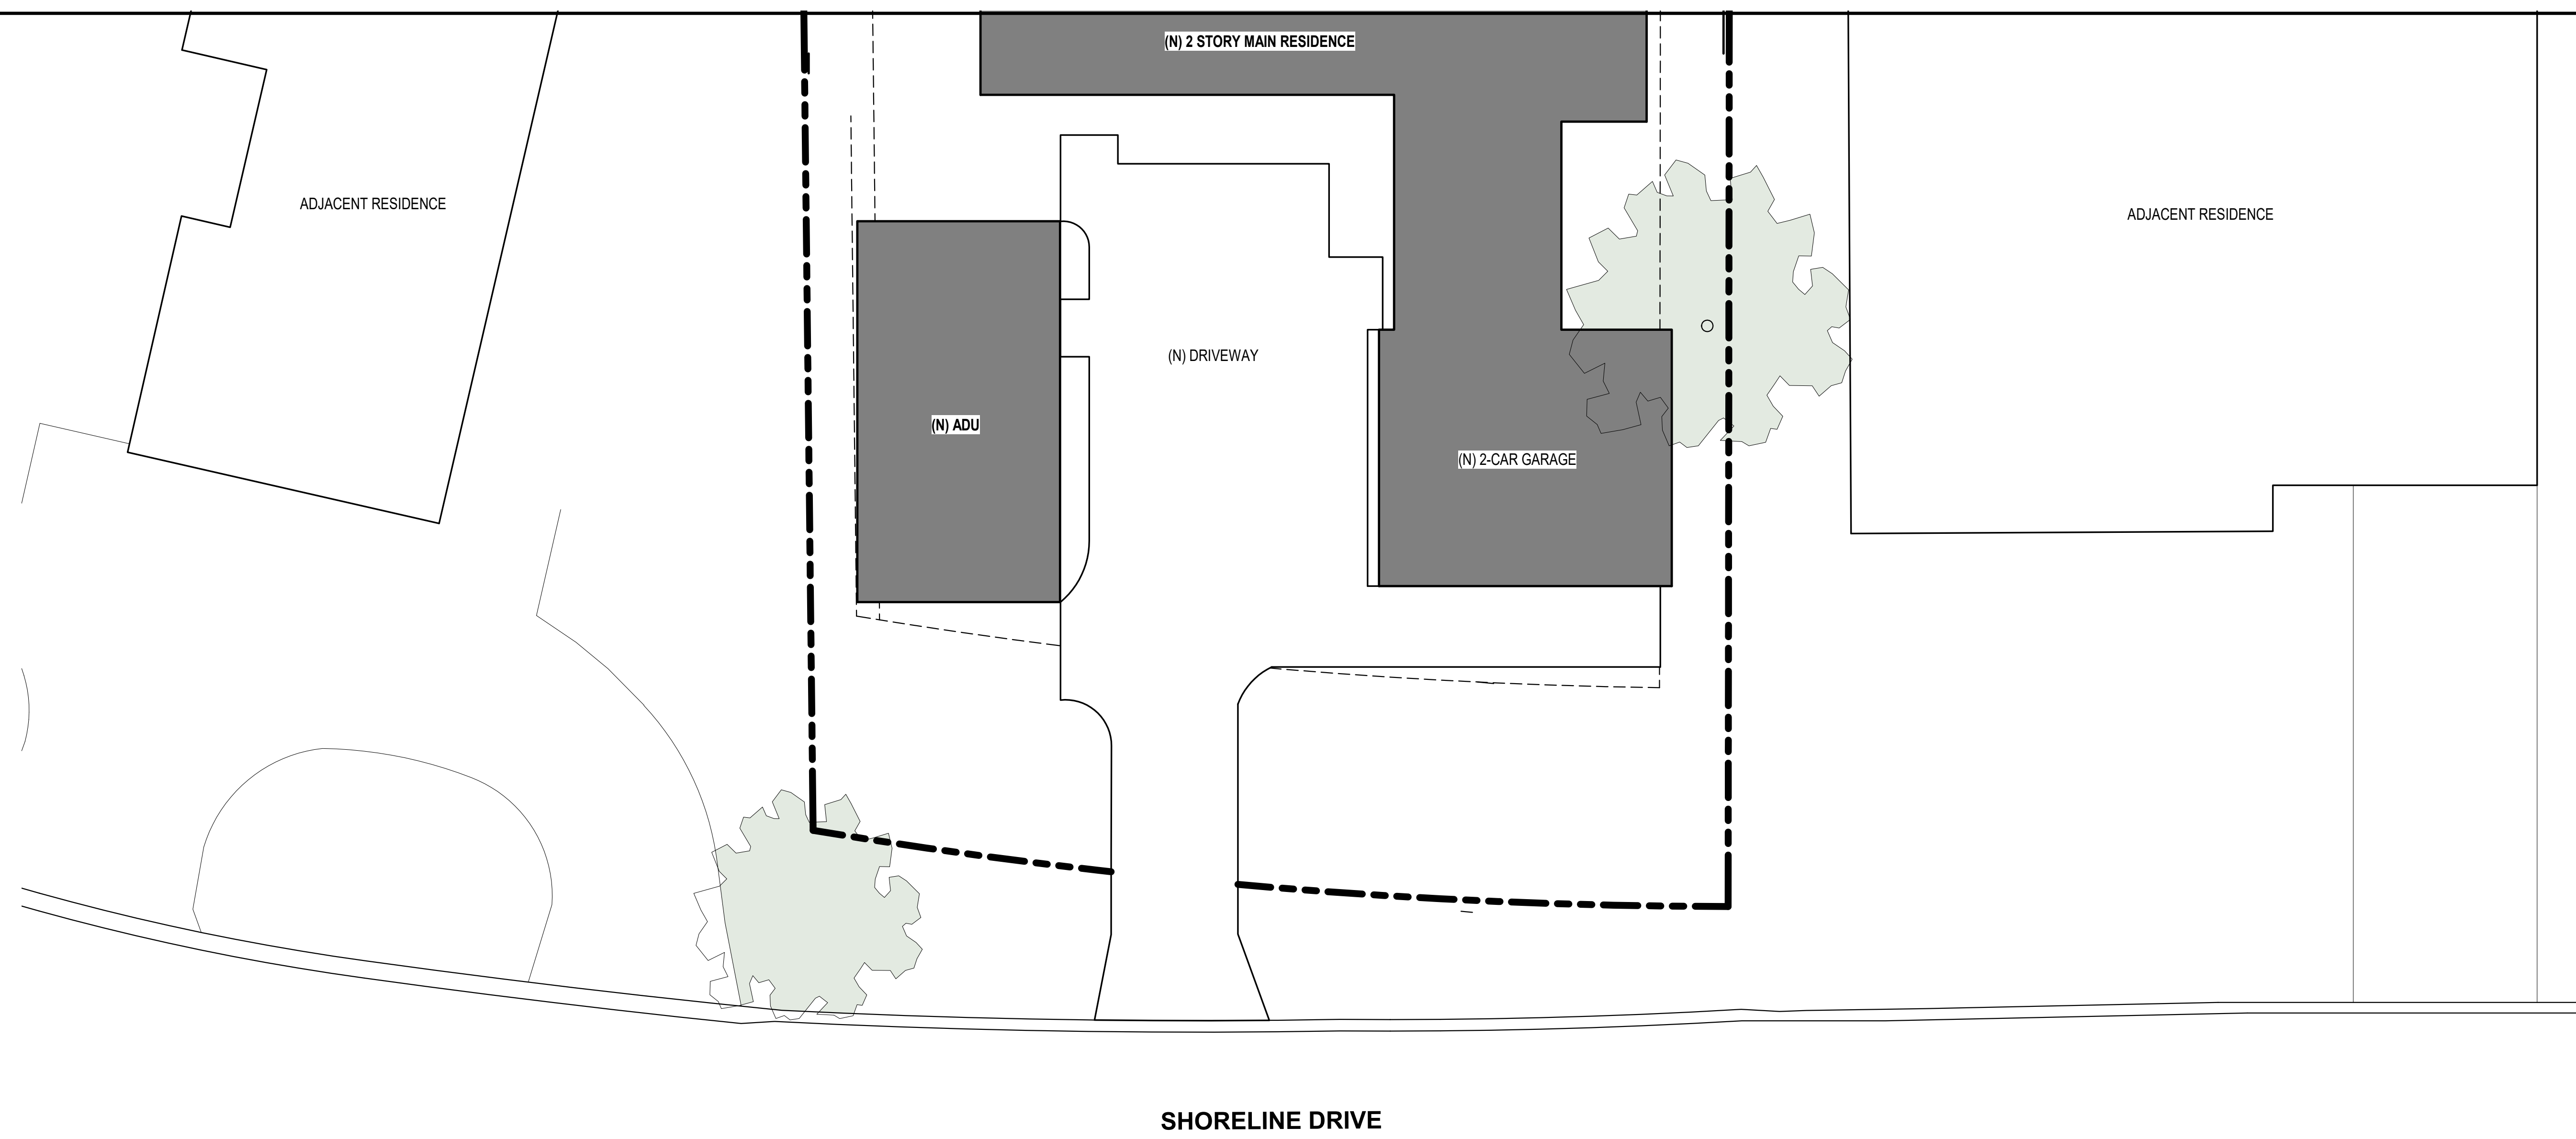 (N) 2 STORY MAIN RESIDENCE
ADJACENT RESIDENCE
ADJACENT RESIDENCE
(N) DRIVEWAY
(N) ADU
(N) 2-CAR GARAGE
SHORELINE DRIVE